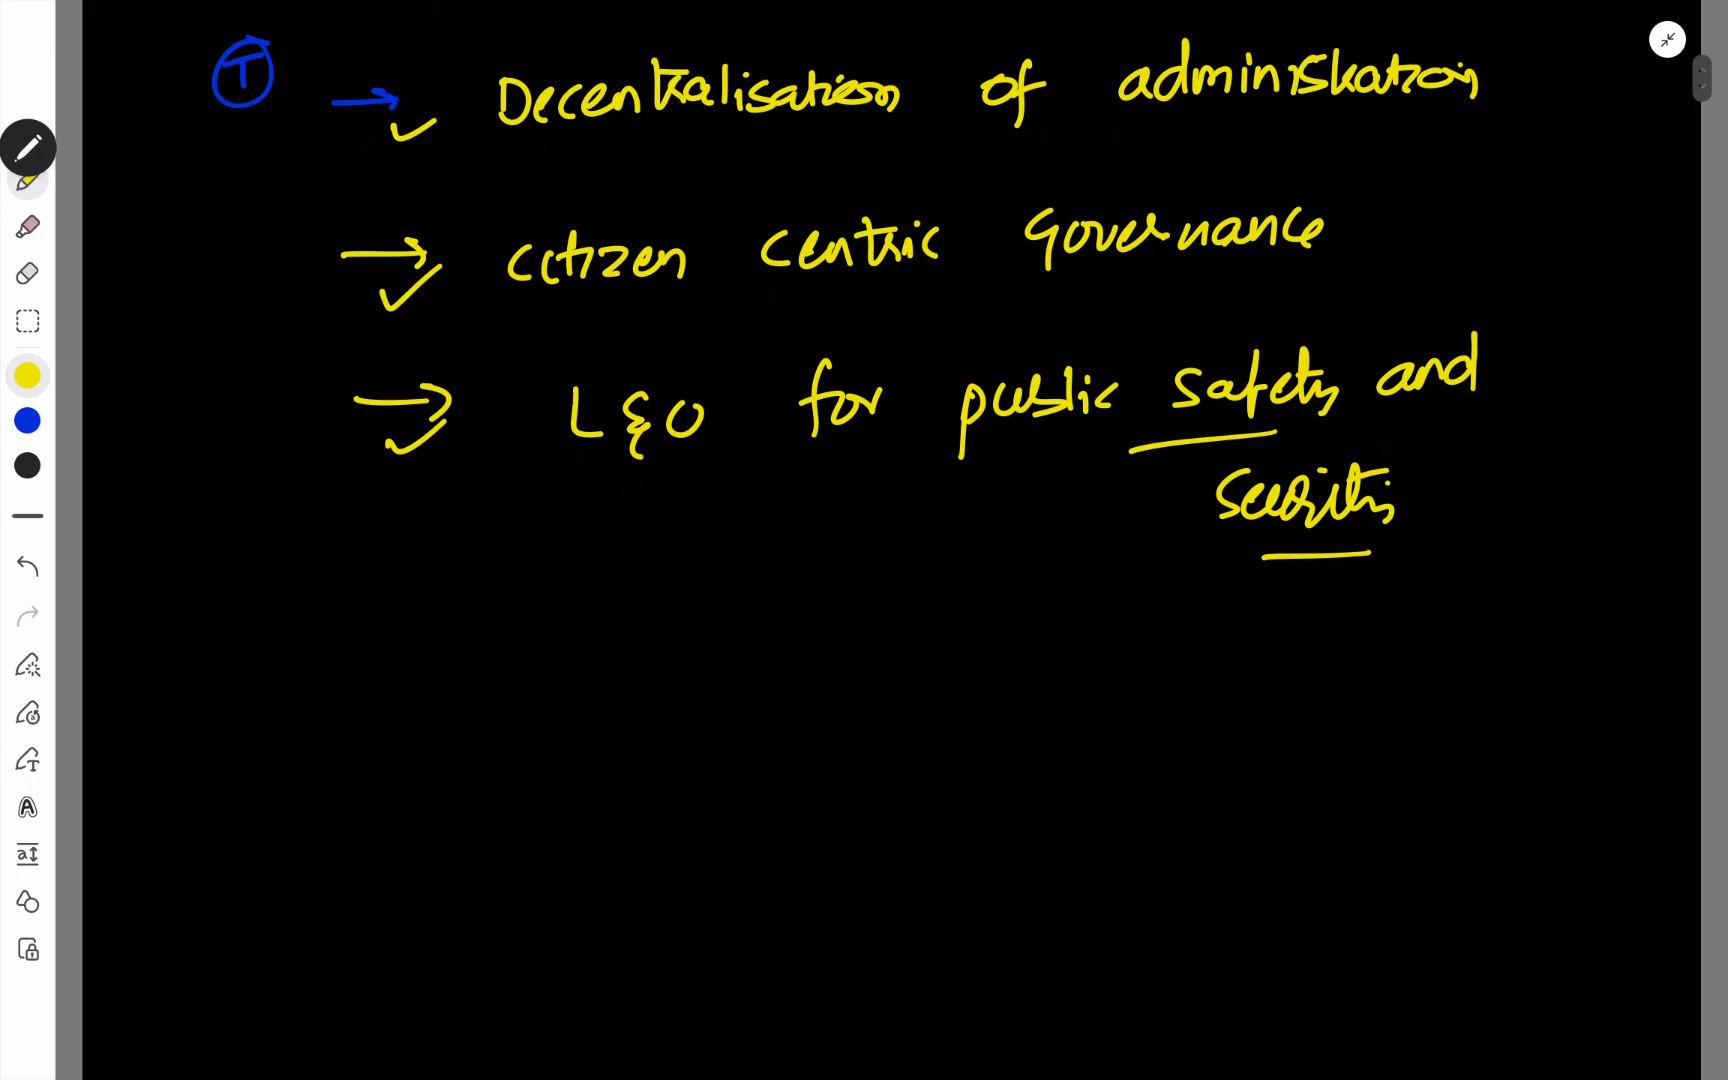 T → Decentralisation of administration
→ citizen centric Governance
→ L & O for public safety and
security